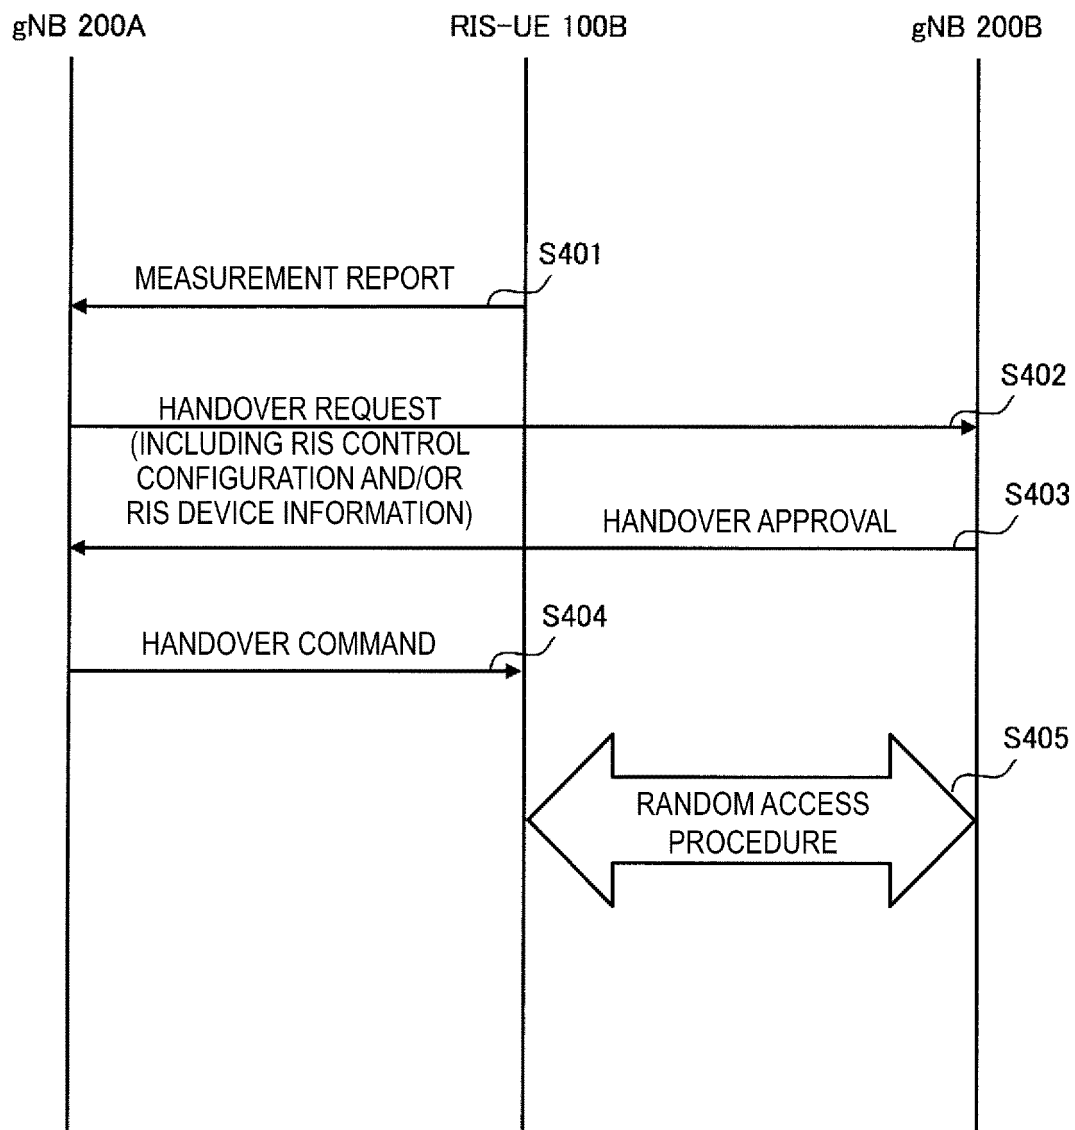 gNB 200A
RIS-UE 100B
gNB 200B
S401
MEASUREMENT REPORT
S402
HANDOVER REQUEST
(INCLUDING RIS CONTROL
CONFIGURATION AND/OR
RIS DEVICE INFORMATION)
S403
HANDOVER APPROVAL
S404
HANDOVER COMMAND
S405
RANDOM ACCESS
PROCEDURE